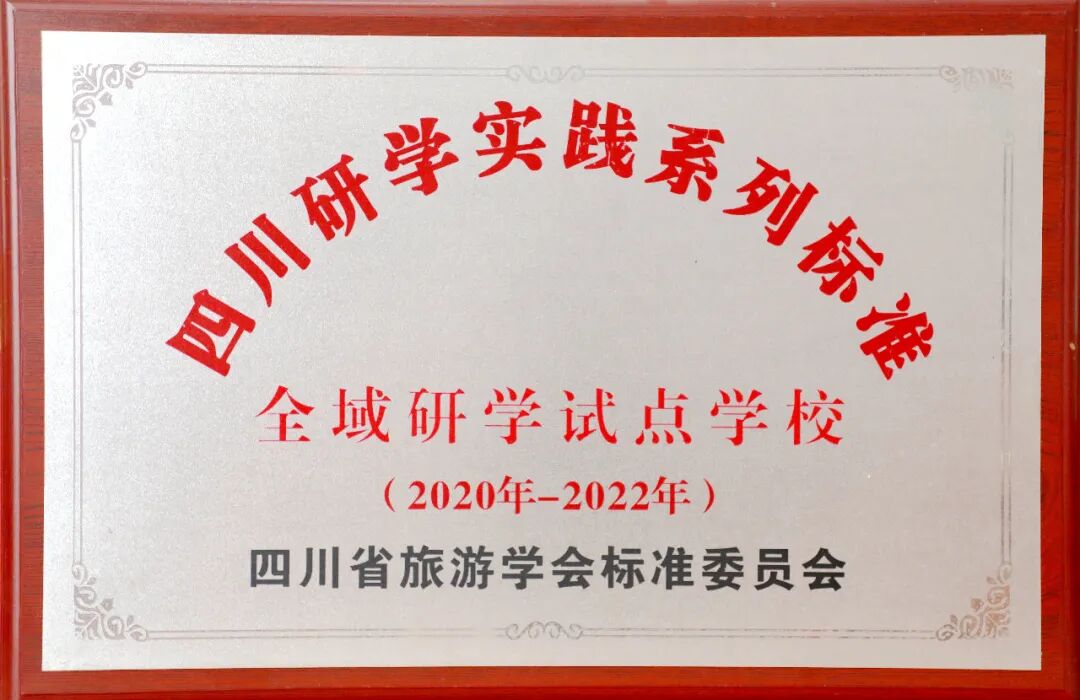 四川研学实践系列标准
全域研学试点学校
（2020年-2022年）
四川省旅游学会标准委员会